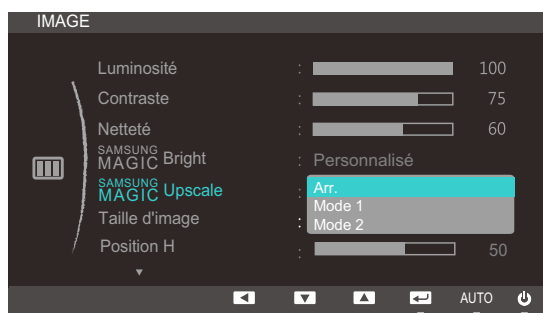 IMAGE
Luminosité : 100
Contraste : 75
Netteté : 60
SAMSUNG MAGIC Bright : Personnalisé
SAMSUNG MAGIC Upscale : Arr.
Mode 1
Taille d'image : Mode 2
Position H : 50
AUTO